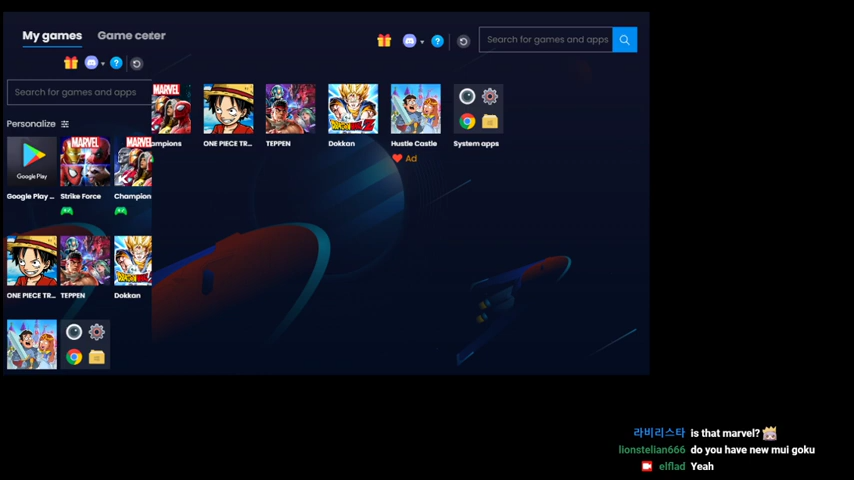 My games Game center
Search for games and apps
Search for games and apps
Personalize
MARVEL
ampions
ONE PIECE TR...
TEPPEN
Dokkan
Hustle Castle
System apps
Ad
Google Play
MARVEL
MARVEL
Google Play ...
Strike Force
Champion
ONE PIECE TR...
TEPPEN
Dokkan
라비리스타 is that marvel?
lionstelian666 do you have new mui goku
elflad Yeah